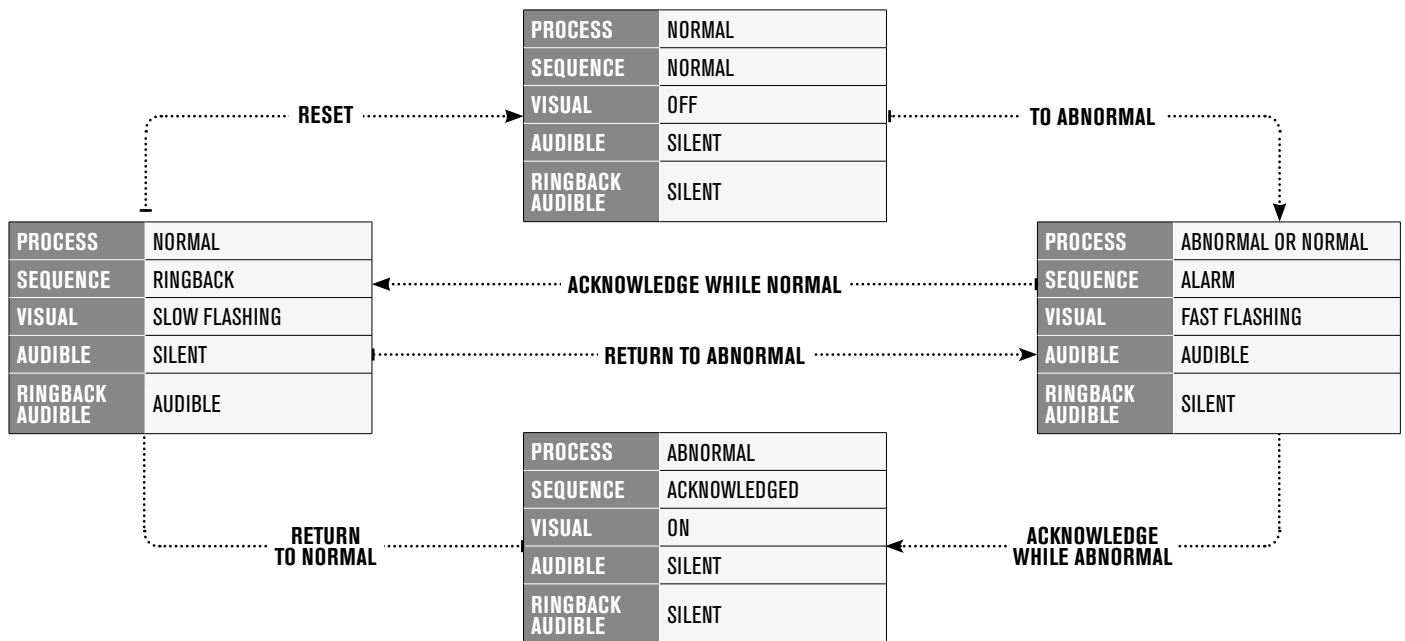 PROCESS NORMAL
SEQUENCE NORMAL
VISUAL OFF
AUDIBLE SILENT
RINGBACK
AUDIBLE SILENT
RESET
TO ABNORMAL
PROCESS NORMAL
SEQUENCE RINGBACK
VISUAL SLOW FLASHING
AUDIBLE SILENT
RINGBACK
AUDIBLE AUDIBLE
ACKNOWLEDGE WHILE NORMAL
RETURN TO ABNORMAL
PROCESS ABNORMAL OR NORMAL
SEQUENCE ALARM
VISUAL FAST FLASHING
AUDIBLE AUDIBLE
RINGBACK
AUDIBLE SILENT
RETURN
TO NORMAL
PROCESS ABNORMAL
SEQUENCE ACKNOWLEDGED
VISUAL ON
AUDIBLE SILENT
RINGBACK
AUDIBLE SILENT
ACKNOWLEDGE
WHILE ABNORMAL